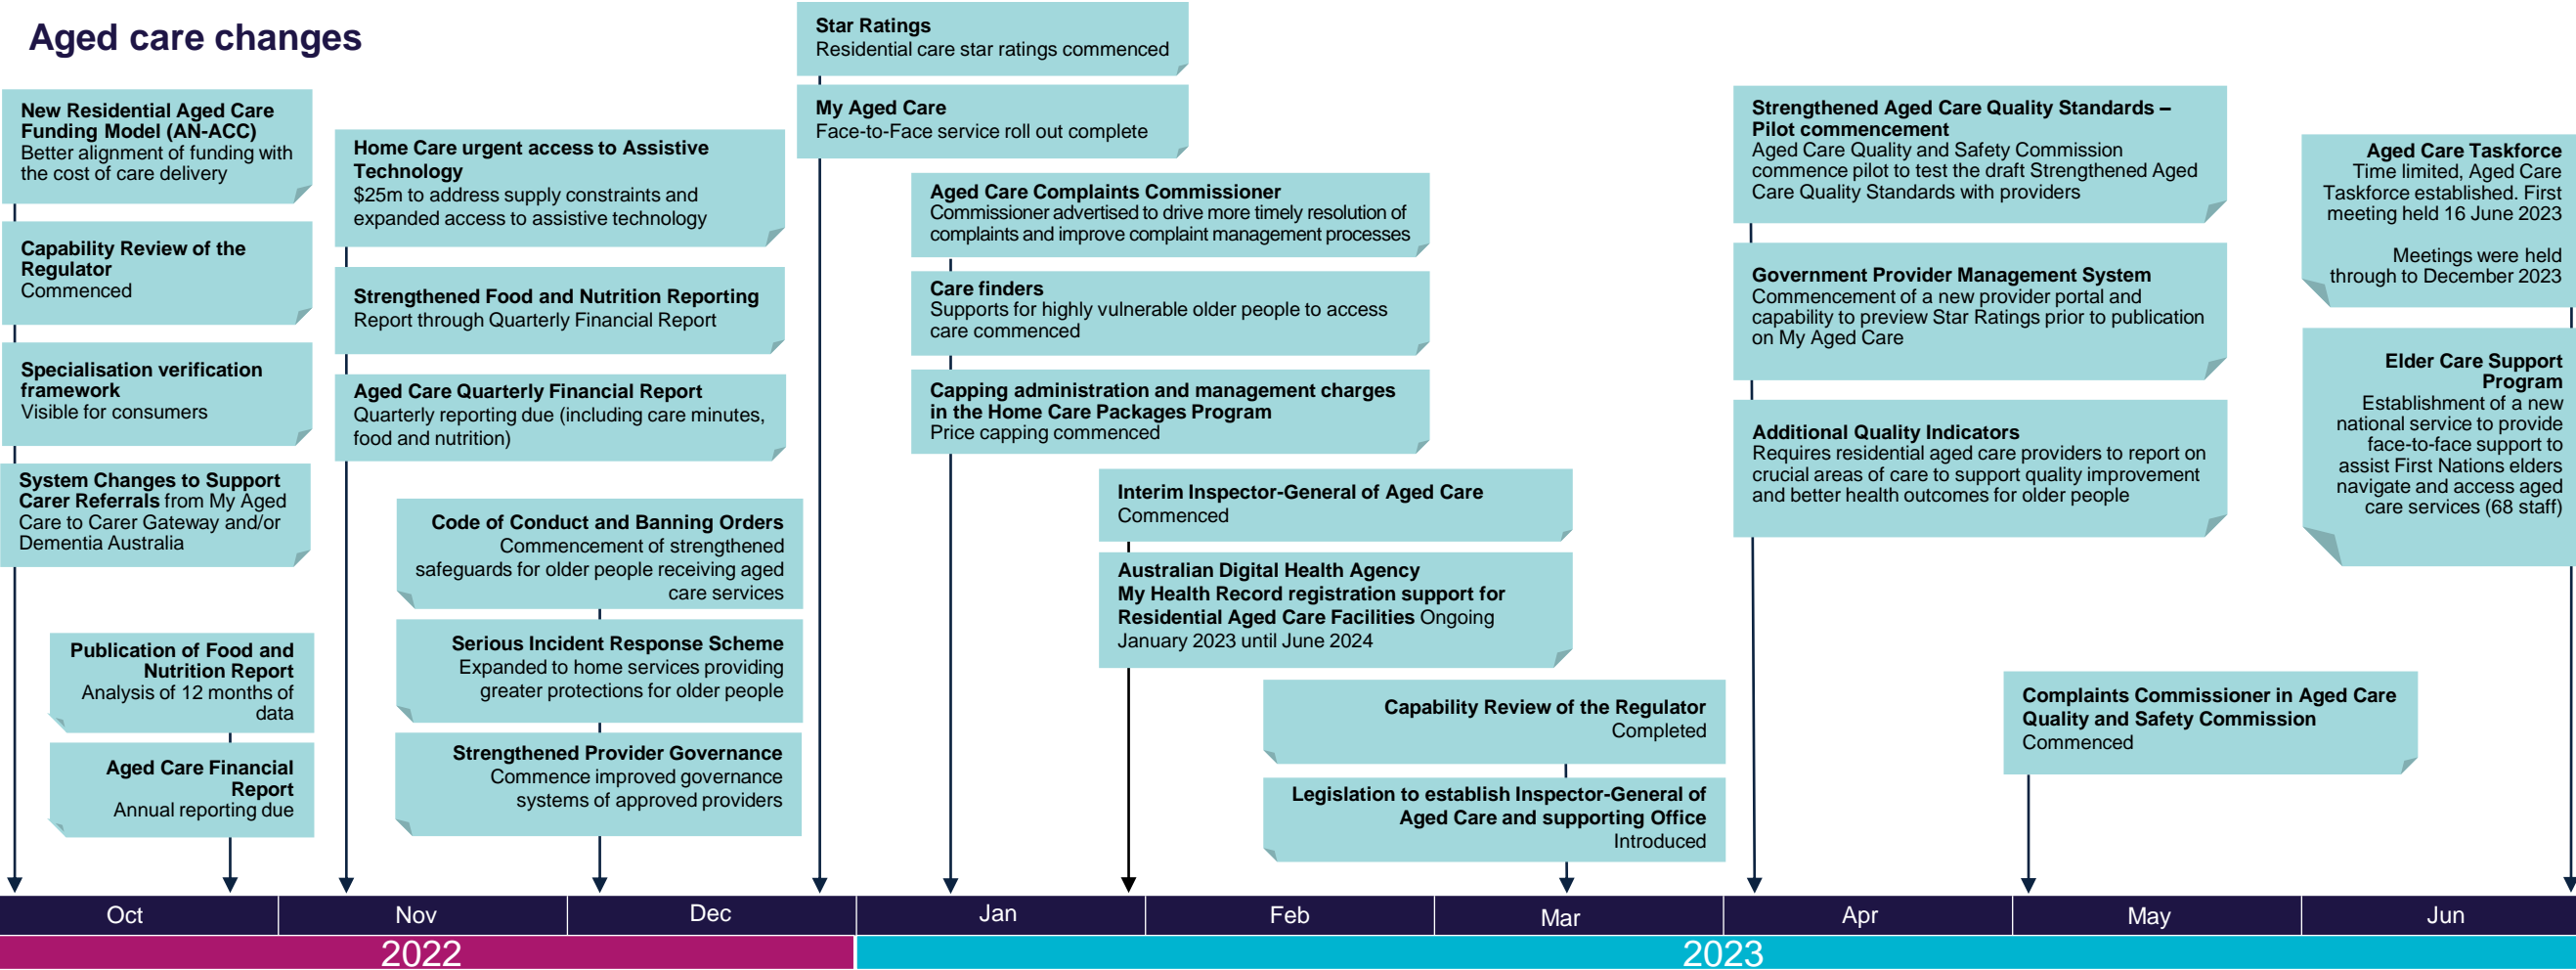 Aged care changes
New Residential Aged Care
Funding Model (AN-ACC)
Better alignment of funding with
the cost of care delivery
Capability Review of the
Regulator
Commenced
Specialisation verification
framework
Visible for consumers
System Changes to Support
Carer Referrals from My Aged
Care to Carer Gateway and/or
Dementia Australia
Publication of Food and
Nutrition Report
Analysis of 12 months of
data
Aged Care Financial
Report
Annual reporting due
Home Care urgent access to Assistive
Technology
$25m to address supply constraints and
expanded access to assistive technology
Strengthened Food and Nutrition Reporting
Report through Quarterly Financial Report
Aged Care Quarterly Financial Report
Quarterly reporting due (including care minutes,
food and nutrition)
Code of Conduct and Banning Orders
Commencement of strengthened
safeguards for older people receiving aged
care services
Serious Incident Response Scheme
Expanded to home services providing
greater protections for older people
Strengthened Provider Governance
Commence improved governance
systems of approved providers
Star Ratings
Residential care star ratings commenced
My Aged Care
Face-to-Face service roll out complete
Aged Care Complaints Commissioner
Commissioner advertised to drive more timely resolution of
complaints and improve complaint management processes
Care finders
Supports for highly vulnerable older people to access
care commenced
Capping administration and management charges
in the Home Care Packages Program
Price capping commenced
Interim Inspector-General of Aged Care
Commenced
Australian Digital Health Agency
My Health Record registration support for
Residential Aged Care Facilities Ongoing
January 2023 until June 2024
Capability Review of the Regulator
Completed
Legislation to establish Inspector-General of
Aged Care and supporting Office
Introduced
Strengthened Aged Care Quality Standards –
Pilot commencement
Aged Care Quality and Safety Commission
commence pilot to test the draft Strengthened Aged
Care Quality Standards with providers
Government Provider Management System
Commencement of a new provider portal and
capability to preview Star Ratings prior to publication
on My Aged Care
Additional Quality Indicators
Requires residential aged care providers to report on
crucial areas of care to support quality improvement
and better health outcomes for older people
Complaints Commissioner in Aged Care
Quality and Safety Commission
Commenced
Aged Care Taskforce
Time limited, Aged Care
Taskforce established. First
meeting held 16 June 2023
Meetings were held
through to December 2023
Elder Care Support
Program
Establishment of a new
national service to provide
face-to-face support to
assist First Nations elders
navigate and access aged
care services (68 staff)
Oct Nov Dec Jan Feb Mar Apr May Jun
2022 2023